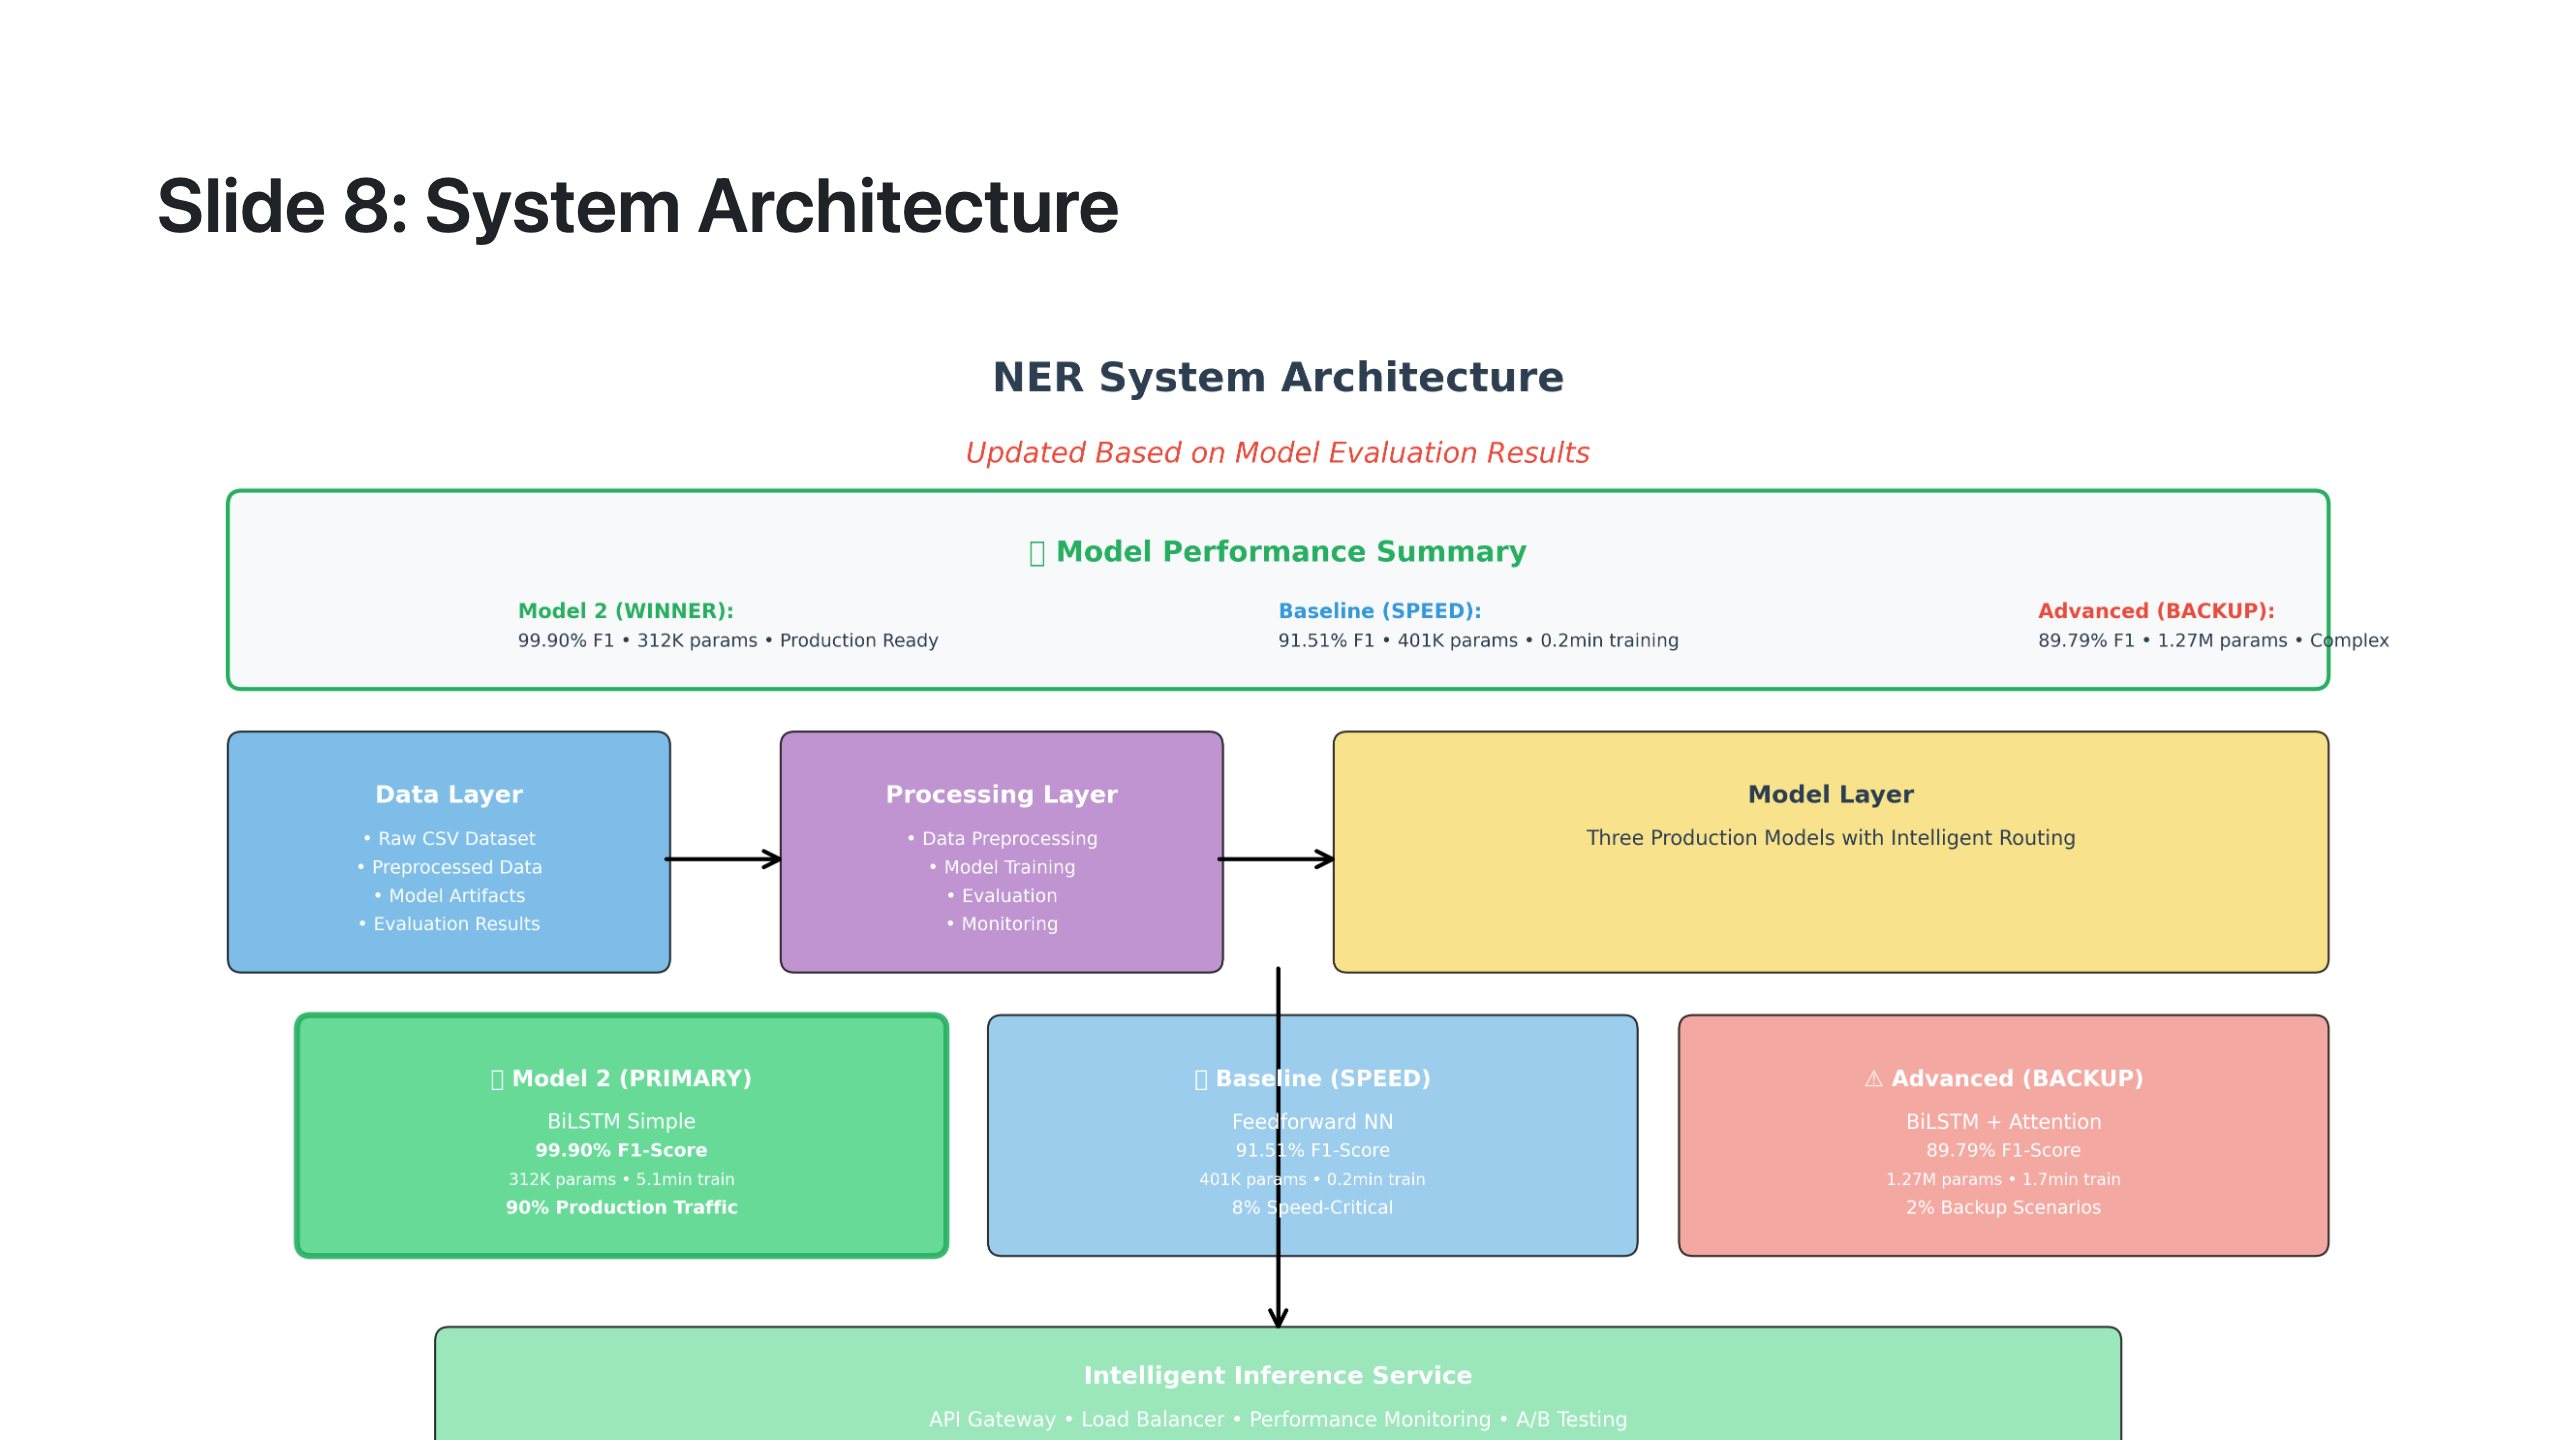 Slide 8: System Architecture
NER System Architecture
Updated Based on Model Evaluation Results
Model Performance Summary
Model 2 (WINNER):
99.90% F1 • 312K params • Production Ready
Baseline (SPEED):
91.51% F1 • 401K params • 0.2min training
Advanced (BACKUP):
89.79% F1 • 1.27M params • Complex
Data Layer
• Raw CSV Dataset
• Preprocessed Data
• Model Artifacts
• Evaluation Results
Processing Layer
• Data Preprocessing
• Model Training
• Evaluation
• Monitoring
Model Layer
Three Production Models with Intelligent Routing
Model 2 (PRIMARY)
BiLSTM Simple
99.90% F1-Score
312K params • 5.1min train
90% Production Traffic
Baseline (SPEED)
Feedforward NN
91.51% F1-Score
401K params • 0.2min train
8% Speed-Critical
⚠ Advanced (BACKUP)
BiLSTM + Attention
89.79% F1-Score
1.27M params • 1.7min train
2% Backup Scenarios
Intelligent Inference Service
API Gateway • Load Balancer • Performance Monitoring • A/B Testing